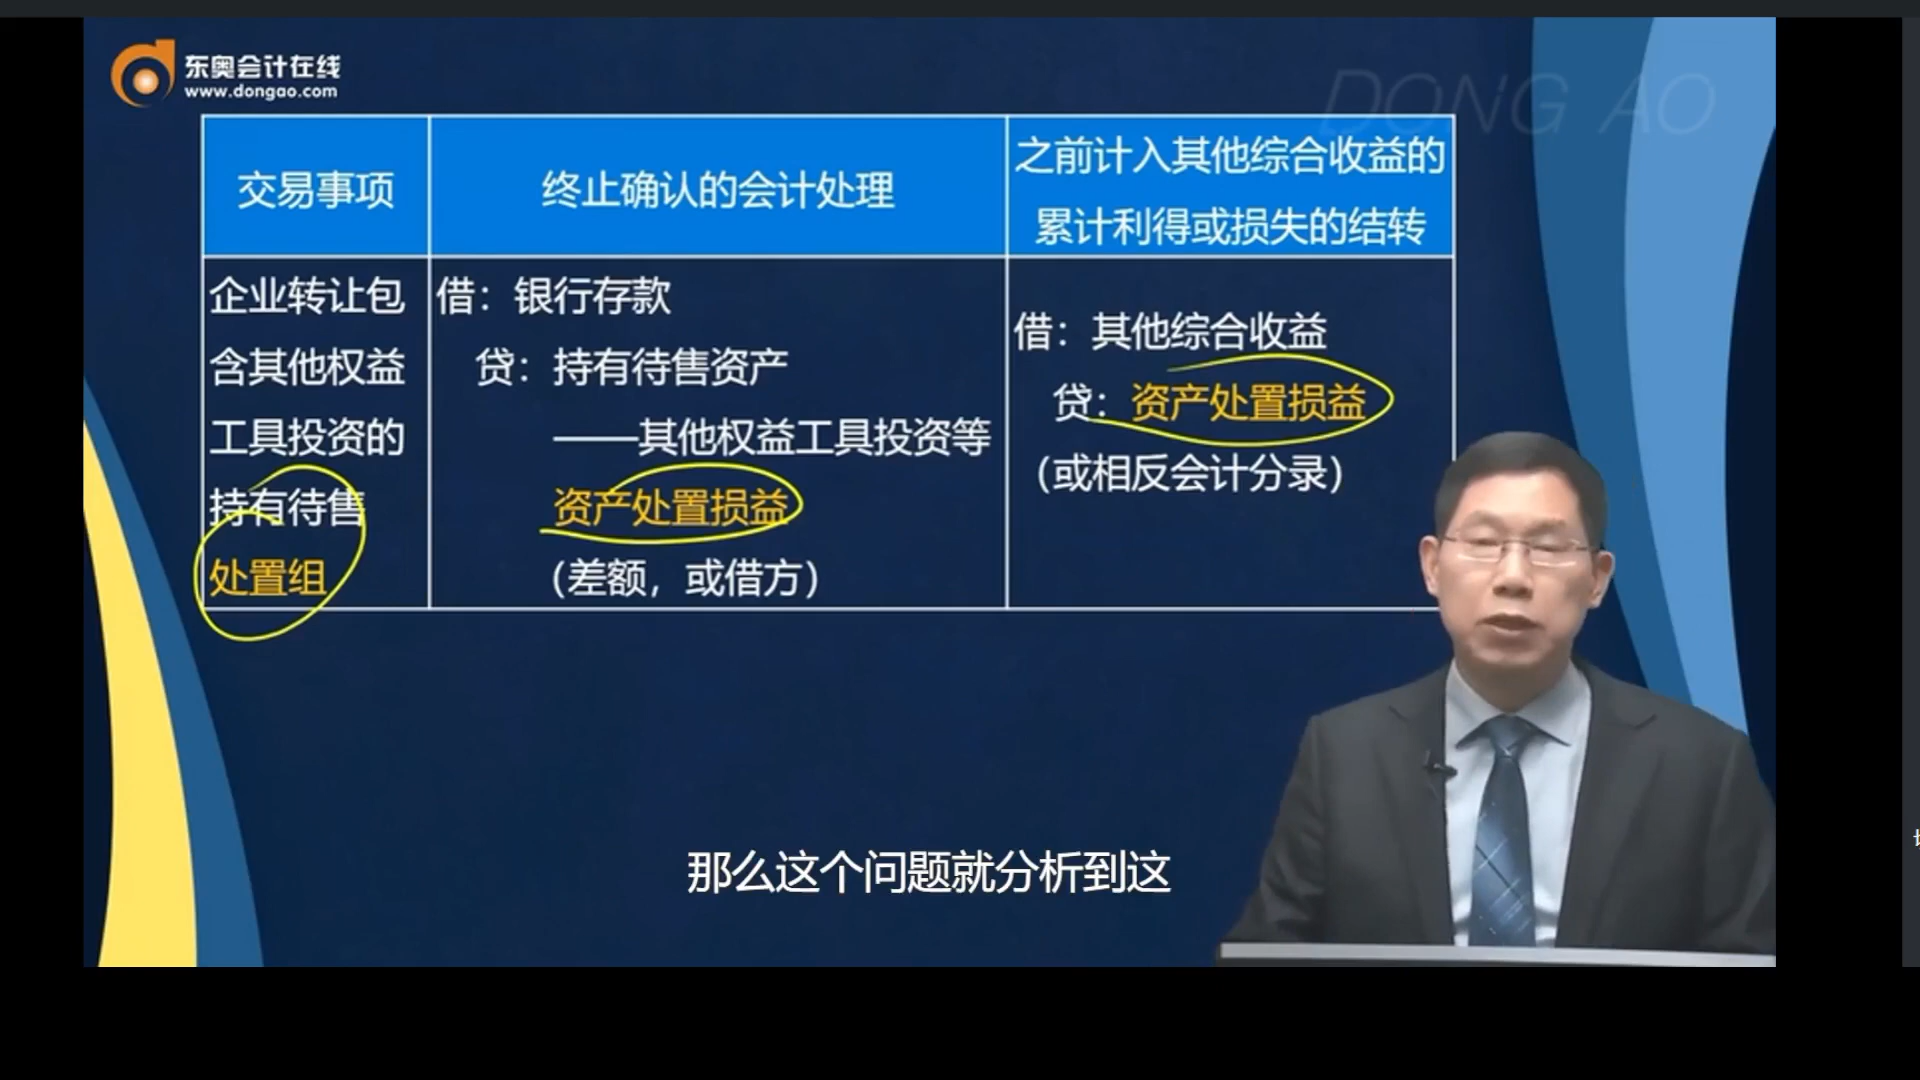 东奥会计在线
www.dongao.com
DONG AO
交易事项
终止确认的会计处理
之前计入其他综合收益的
累计利得或损失的结转
企业转让包
含其他权益
工具投资的
持有待售
处置组
借：银行存款
贷：持有待售资产
——其他权益工具投资等
资产处置损益
（差额，或借方）
借：其他综合收益
贷：资产处置损益
（或相反会计分录）
那么这个问题就分析到这